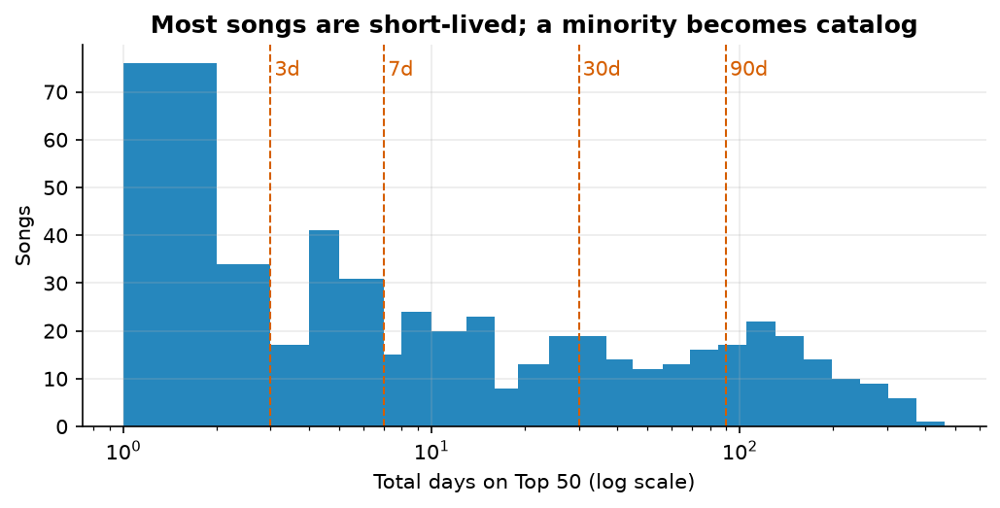 Most songs are short-lived; a minority becomes catalog
3d
7d
30d
90d
70
60
50
40
30
20
10
0
Songs
10⁰
10¹
10²
Total days on Top 50 (log scale)